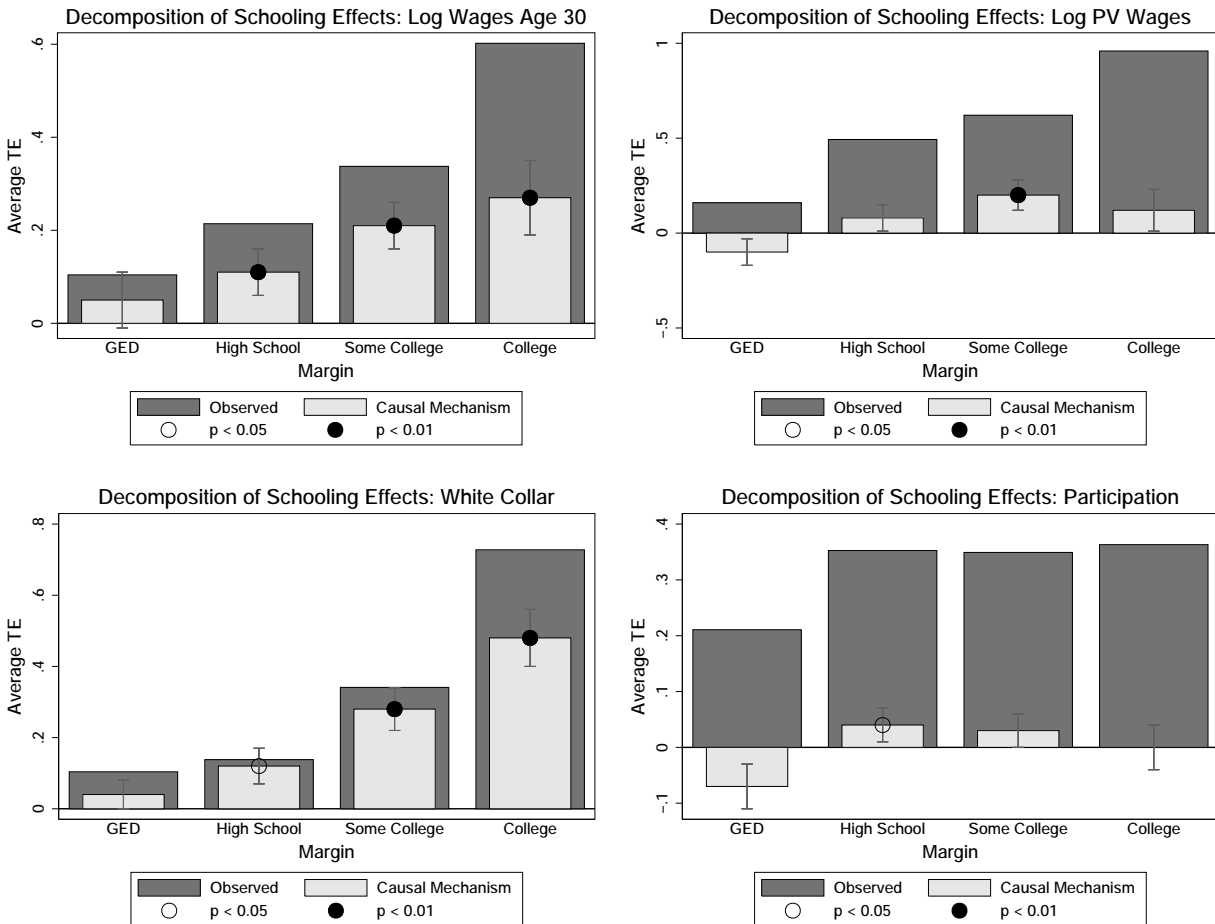 Decomposition of Schooling Effects: Log Wages Age 30
Average TE
.6
.4
.2
0
GED High School Some College College
Margin
Observed Causal Mechanism
p < 0.05 p < 0.01
Decomposition of Schooling Effects: Log PV Wages
Average TE
1
.5
0
-.5
GED High School Some College College
Margin
Observed Causal Mechanism
p < 0.05 p < 0.01
Decomposition of Schooling Effects: White Collar
Average TE
.8
.6
.4
.2
0
GED High School Some College College
Margin
Observed Causal Mechanism
p < 0.05 p < 0.01
Decomposition of Schooling Effects: Participation
Average TE
.4
.3
.2
.1
0
-.1
GED High School Some College College
Margin
Observed Causal Mechanism
p < 0.05 p < 0.01